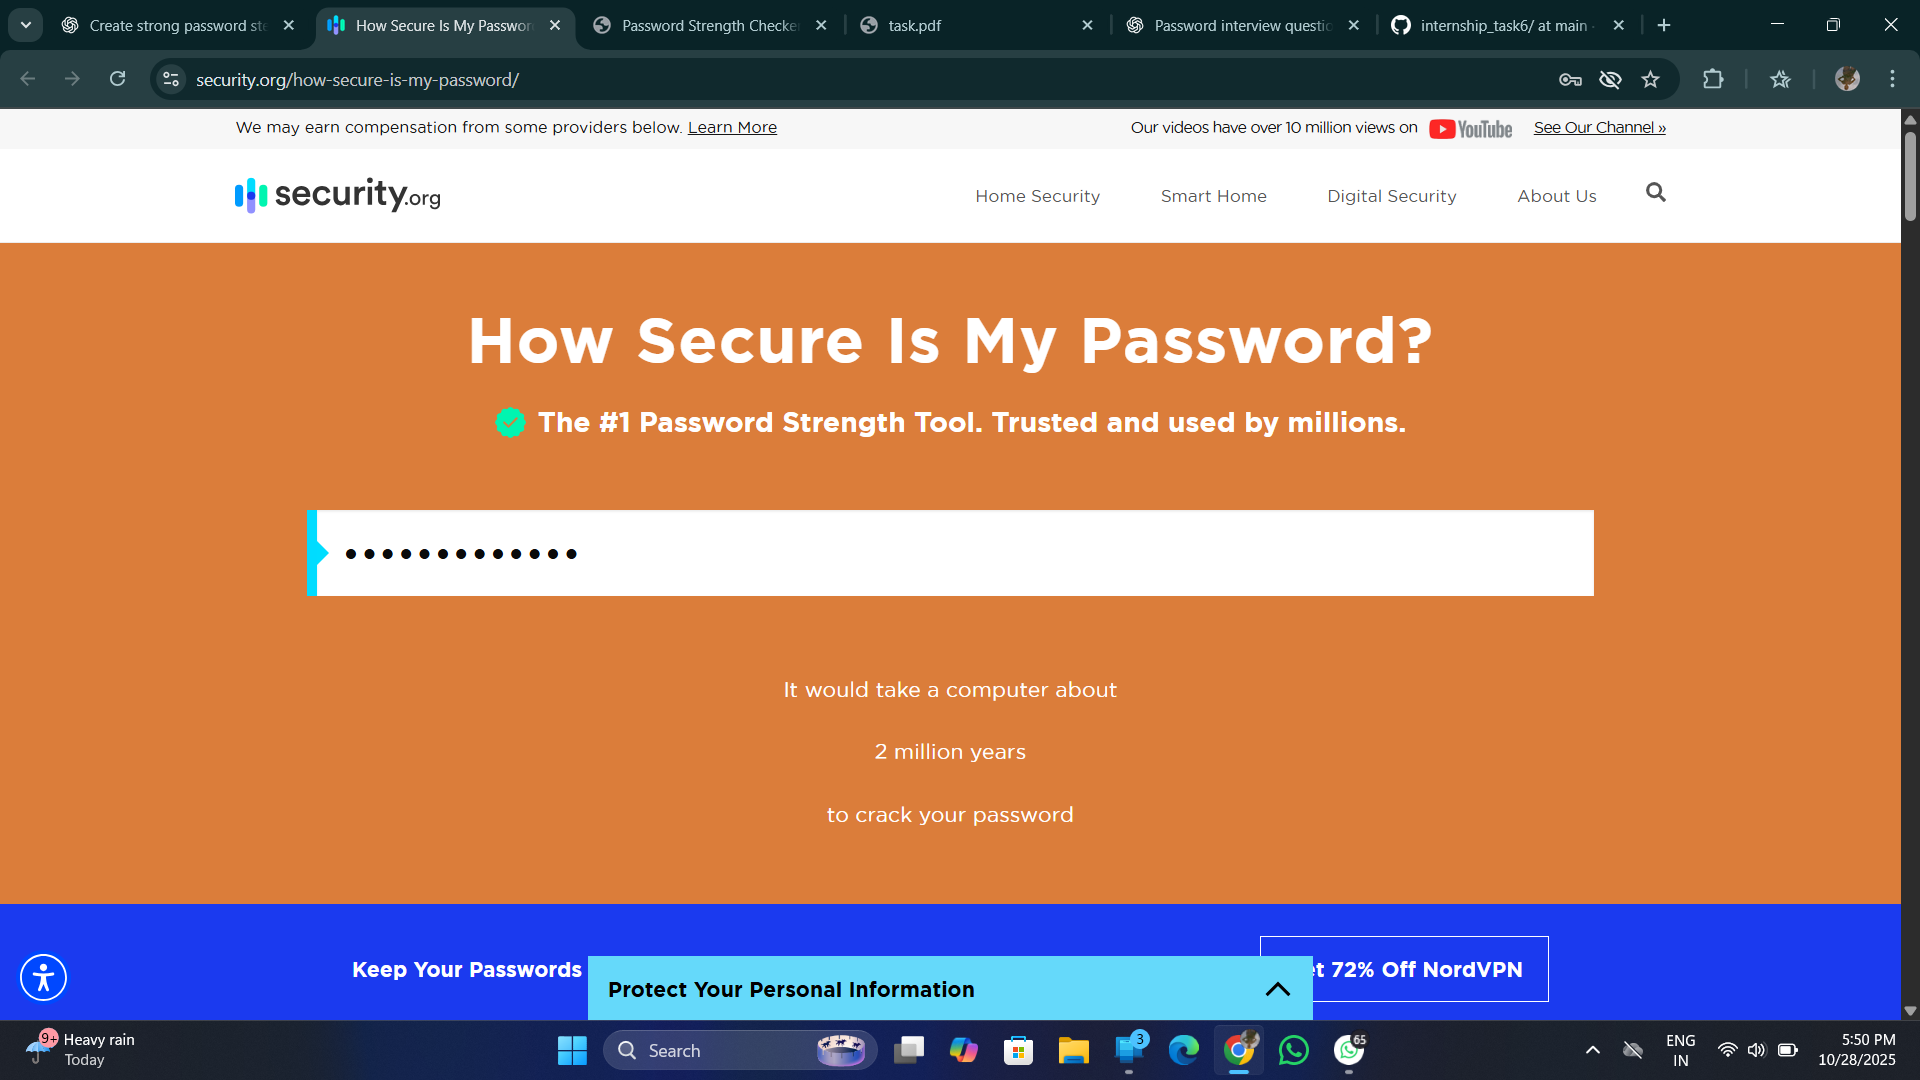 Create strong password ste
How Secure Is My Passwor
Password Strength Checke
task.pdf
Password interview questio
internship_task6/ at main ·
security.org/how-secure-is-my-password/
We may earn compensation from some providers below. Learn More
Our videos have over 10 million views on YouTube See Our Channel »
security.org
Home Security
Smart Home
Digital Security
About Us
How Secure Is My Password?
The #1 Password Strength Tool. Trusted and used by millions.
•••••••••••••
It would take a computer about
2 million years
to crack your password
Keep Your Passwords
et 72% Off NordVPN
Protect Your Personal Information
9+
Heavy rain
Today
Search
3
65
ENG
IN
5:50 PM
10/28/2025